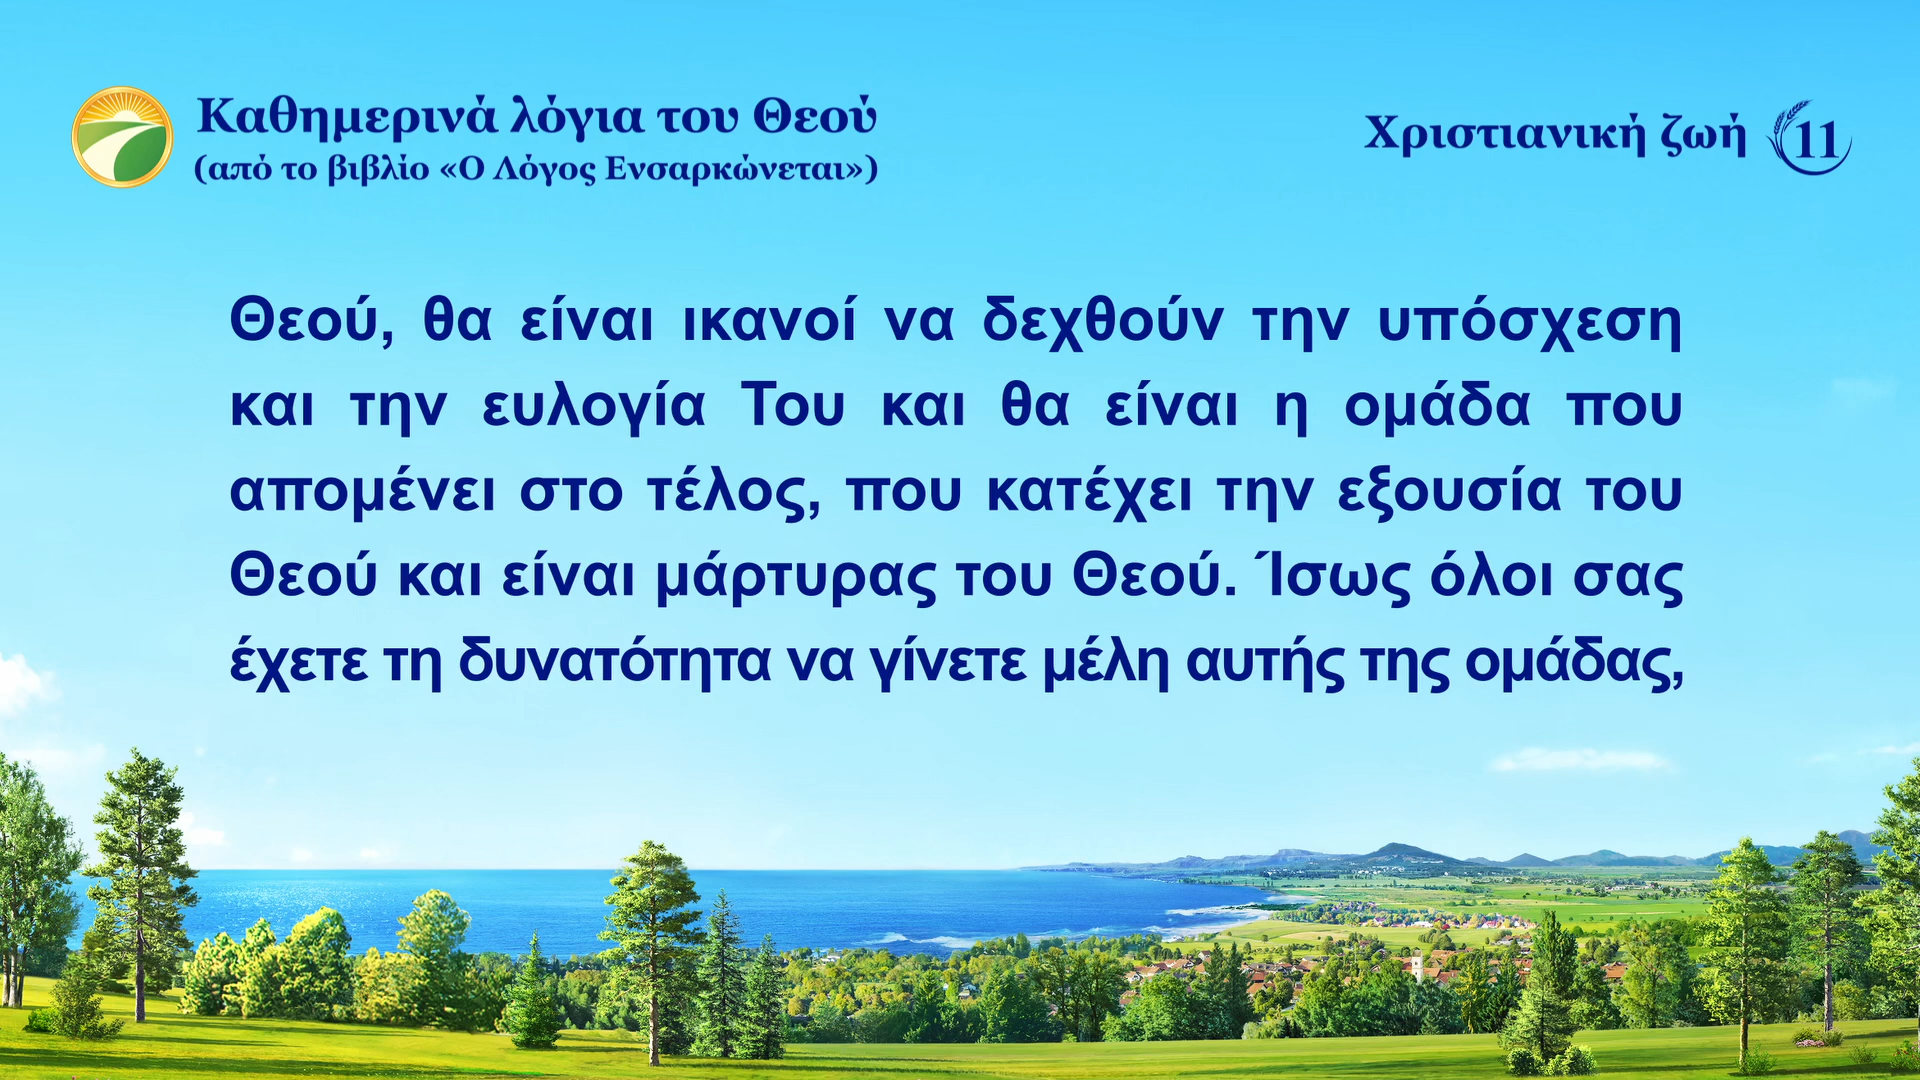 Καθημερινά λόγια του Θεού
(από το βιβλίο «Ο Λόγος Ενσαρκώνεται»)
Χριστιανική ζωή 11
Θεού, θα είναι ικανοί να δεχθούν την υπόσχεση
και την ευλογία Του και θα είναι η ομάδα που
απομένει στο τέλος, που κατέχει την εξουσία του
Θεού και είναι μάρτυρας του Θεού. Ίσως όλοι σας
έχετε τη δυνατότητα να γίνετε μέλη αυτής της ομάδας,